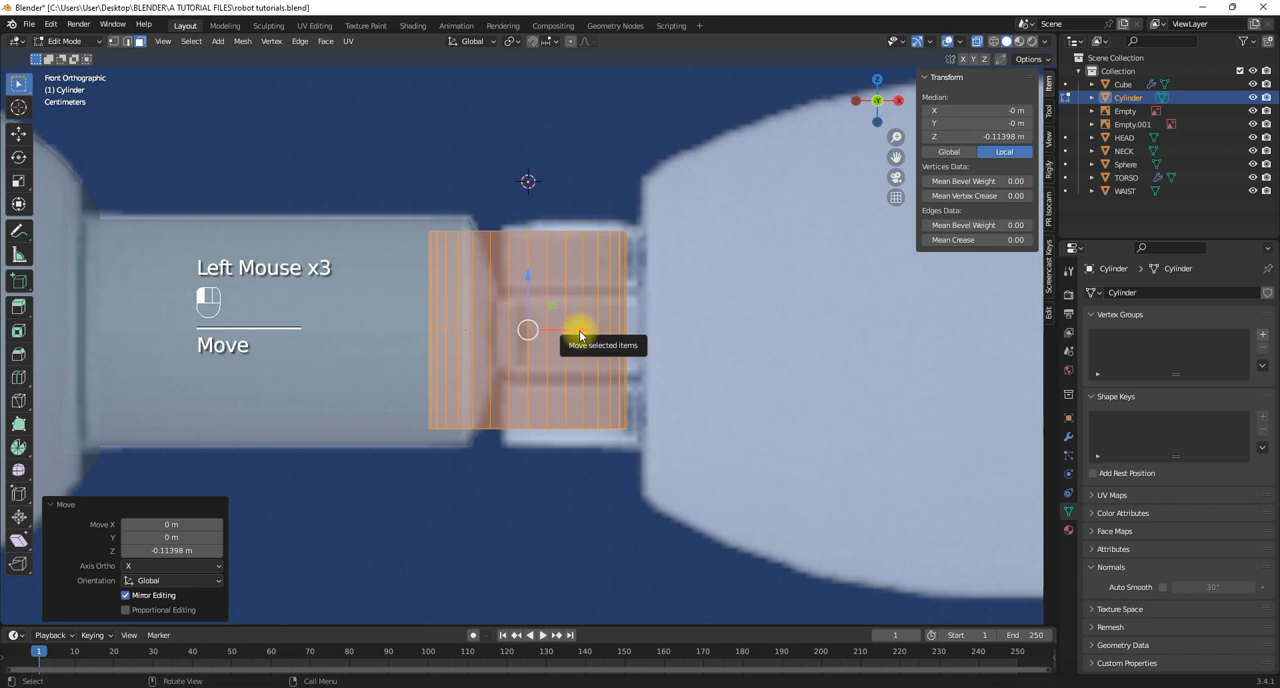 Blender* [C:\Users\User\Desktop\BLENDER\A TUTORIAL FILES\robot tutorials.blend]
File Edit Render Window Help Layout Modeling Sculpting UV Editing Texture Paint Shading Animation Rendering Compositing Geometry Nodes Scripting + Scene ViewLayer
Edit Mode View Select Add Mesh Vertex Edge Face UV Global
X Y Z Options
Front Orthographic
(1) Cylinder
Centimeters
Left Mouse x3
Move
Move selected items
Z
X
Y
Transform
Median:
X -0 m
Y -0 m
Z -0.11398 m
Global Local
Vertices Data:
Mean Bevel Weight 0.00
Mean Vertex Crease 0.00
Edges Data:
Mean Bevel Weight 0.00
Mean Crease 0.00
Item
Tool
View
Rigify
PR Isocam
Screencast Keys
Edit
Move
Move X 0 m
Y 0 m
Z -0.11398 m
Axis Ortho X
Orientation Global
Mirror Editing
Proportional Editing
Scene Collection
Collection
Cube
Cylinder
Empty
Empty.001
HEAD
NECK
Sphere
TORSO
WAIST
Cylinder Cylinder
Cylinder
Vertex Groups
Shape Keys
Add Rest Position
UV Maps
Color Attributes
Face Maps
Attributes
Normals
Auto Smooth 30°
Texture Space
Remesh
Geometry Data
Custom Properties
Playback Keying View Marker 1 Start 1 End 250
1 10 20 30 40 50 60 70 80 90 100 110 120 130 140 150 160 170 180 190 200 210 220 230 240 250
Select Rotate View Call Menu 3.4.1